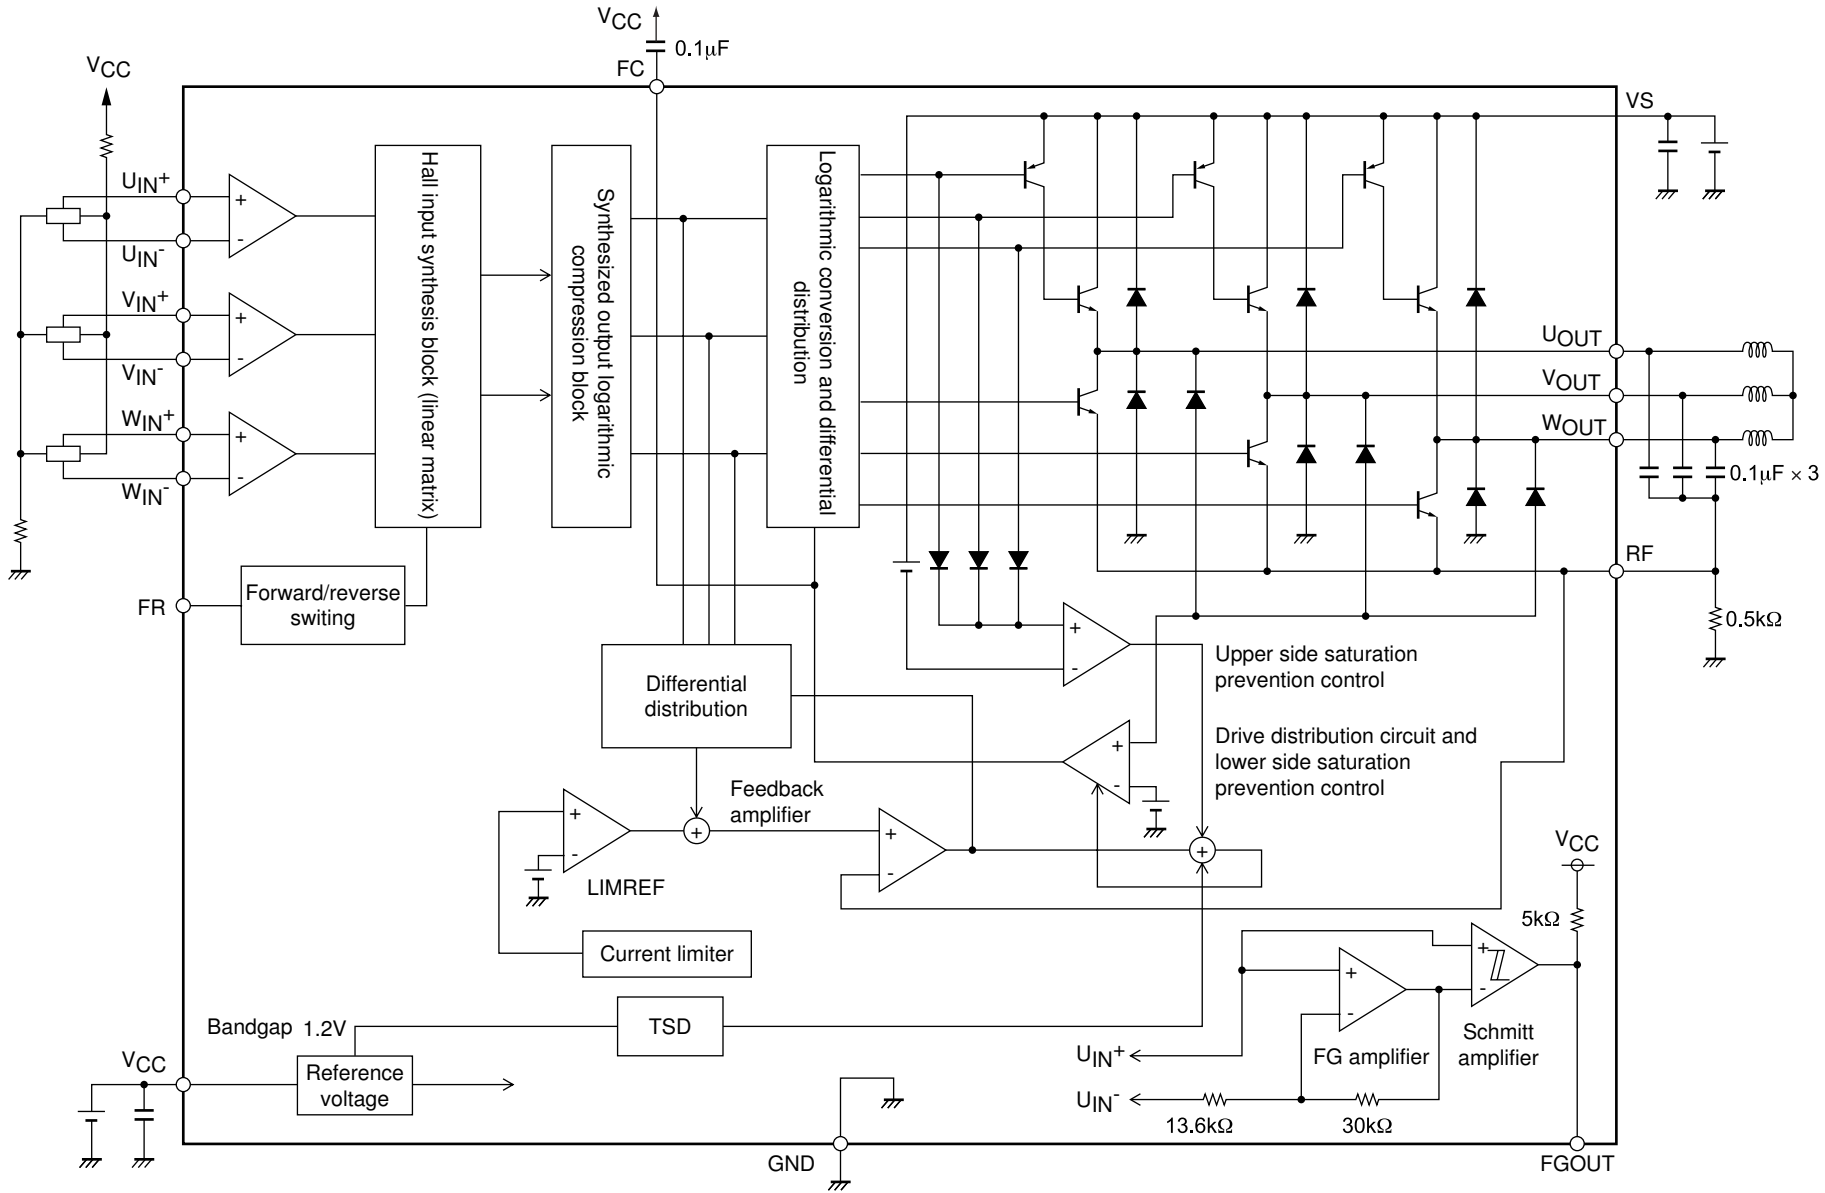 VCC
0.1µF
FC
VCC
VS
UIN+
UIN-
VIN+
VIN-
WIN+
WIN-
+
-
+
-
+
-
Hall input synthesis block (linear matrix)
Synthesized output logarithmic
compression block
Logarithmic conversion and differential
distribution
UOUT
VOUT
WOUT
0.1µF × 3
RF
0.5kΩ
FR
Forward/reverse
switing
+
-
Upper side saturation
prevention control
Differential
distribution
+
-
Drive distribution circuit and
lower side saturation
prevention control
Feedback
amplifier
+
-
+
+
-
+
LIMREF
VCC
5kΩ
Current limiter
+
-
+
-
Schmitt
amplifier
FG amplifier
Bandgap 1.2V
TSD
UIN+
UIN-
13.6kΩ
30kΩ
VCC
Reference
voltage
GND
FGOUT